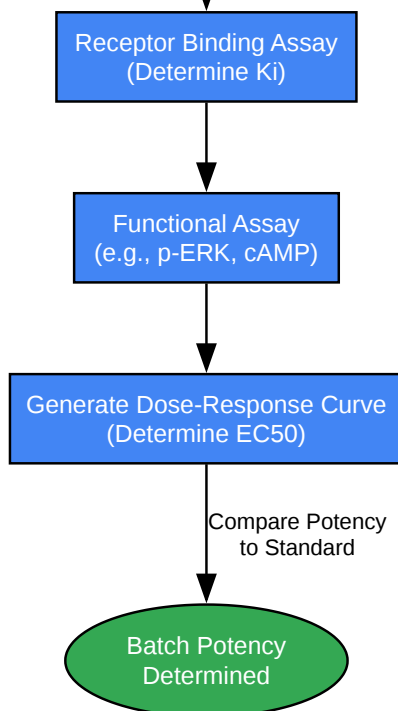 Receptor Binding Assay
(Determine Ki)
Functional Assay
(e.g., p-ERK, cAMP)
Generate Dose-Response Curve
(Determine EC50)
Compare Potency
to Standard
Batch Potency
Determined